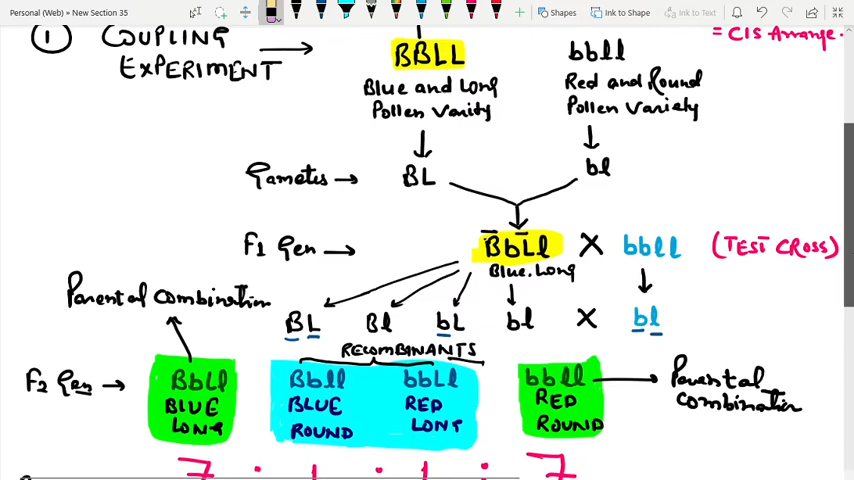 Personal (Web) » New Section 35
Shapes
Ink to Shape
Ink to Text
① COUPLING
EXPERIMENT
BBLL
bbll
= CIS Arrange.
Blue and Long
Pollen Varity
Red and Round
Pollen Variety
Gametes → BL
bl
F1 Gen → BbLl X bbll (TEST CROSS)
Blue.Long
Parental Combination
BL Bl bL bl X bl
RECOMBINANTS
F2 Gen → BbLl Bbll bbLl bbll → Parental
combination
BLUE BLUE RED RED
LONG ROUND LONG ROUND
7 : 1 : 1 : 7